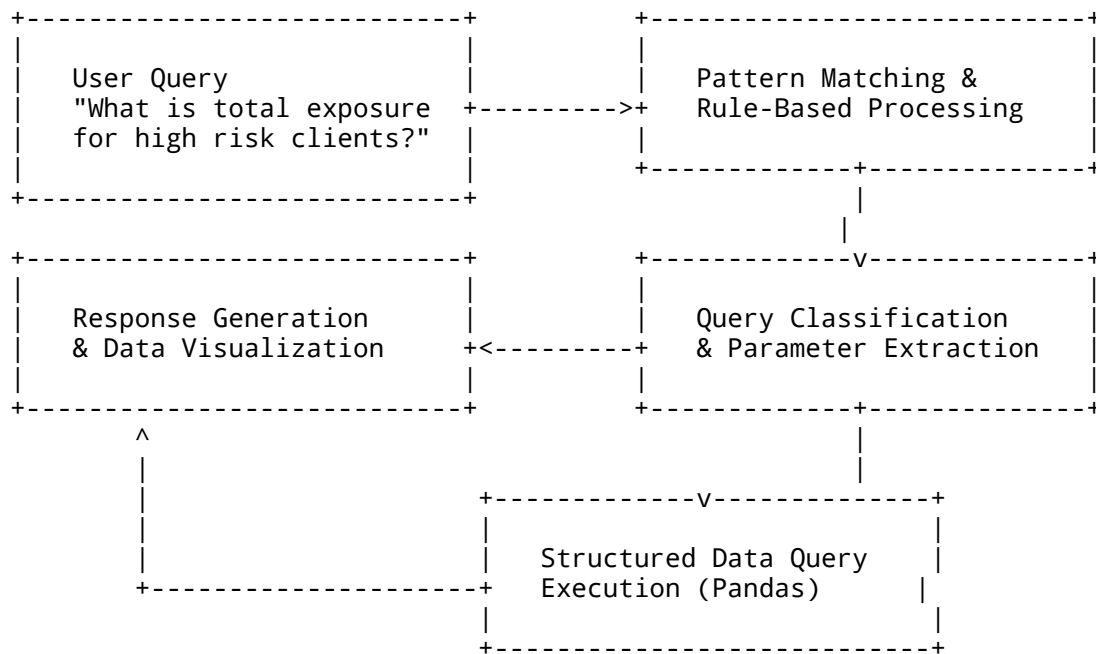 User Query
"What is total exposure
for high risk clients?"
Pattern Matching &
Rule-Based Processing
Response Generation
& Data Visualization
Query Classification
& Parameter Extraction
Structured Data Query
Execution (Pandas)